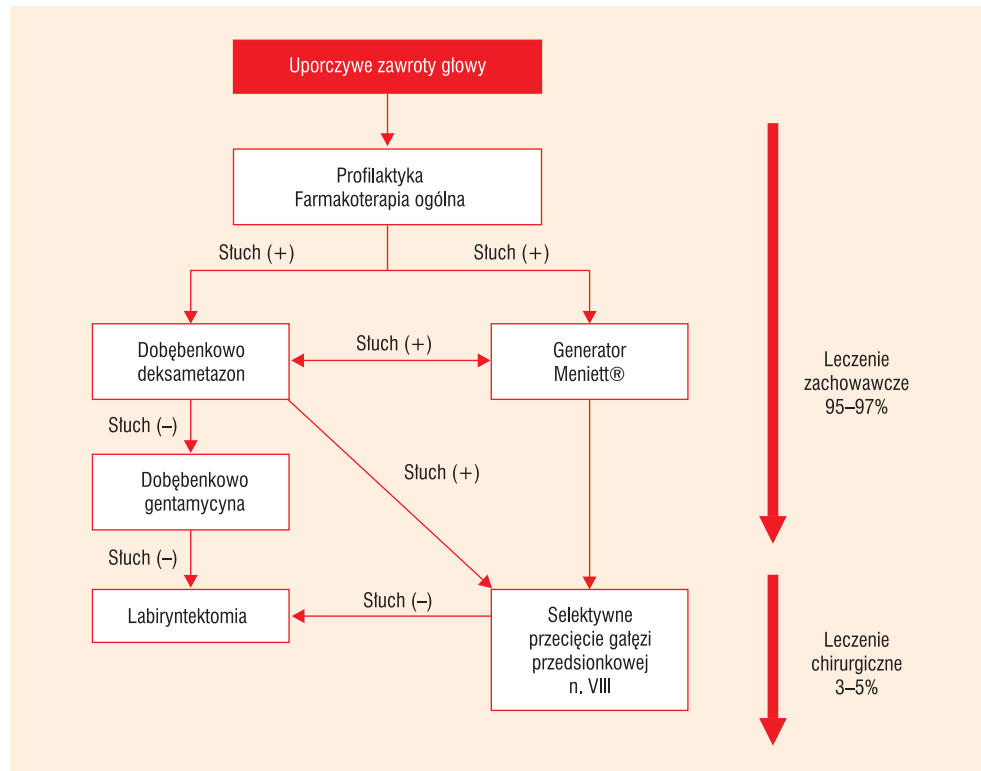 Uporczywe zawroty głowy
Profilaktyka
Farmakoterapia ogólna
Słuch (+)
Słuch (+)
Dobębenkowo
deksametazon
Słuch (+)
Generator
Meniett®
Słuch (–)
Słuch (+)
Dobębenkowo
gentamycyna
Słuch (–)
Labiryntektomia
Słuch (–)
Selektywne
przecięcie gałęzi
przedsionkowej
n. VIII
Leczenie
zachowawcze
95–97%
Leczenie
chirurgiczne
3–5%